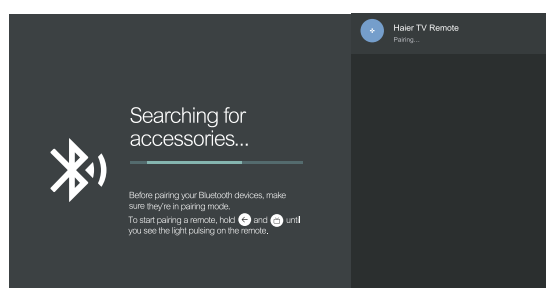 Haier TV Remote
Pairing...
Searching for
accessories...
Before pairing your Bluetooth devices, make
sure they're in pairing mode.
To start pairing a remote, hold and until
you see the light pulsing on the remote.